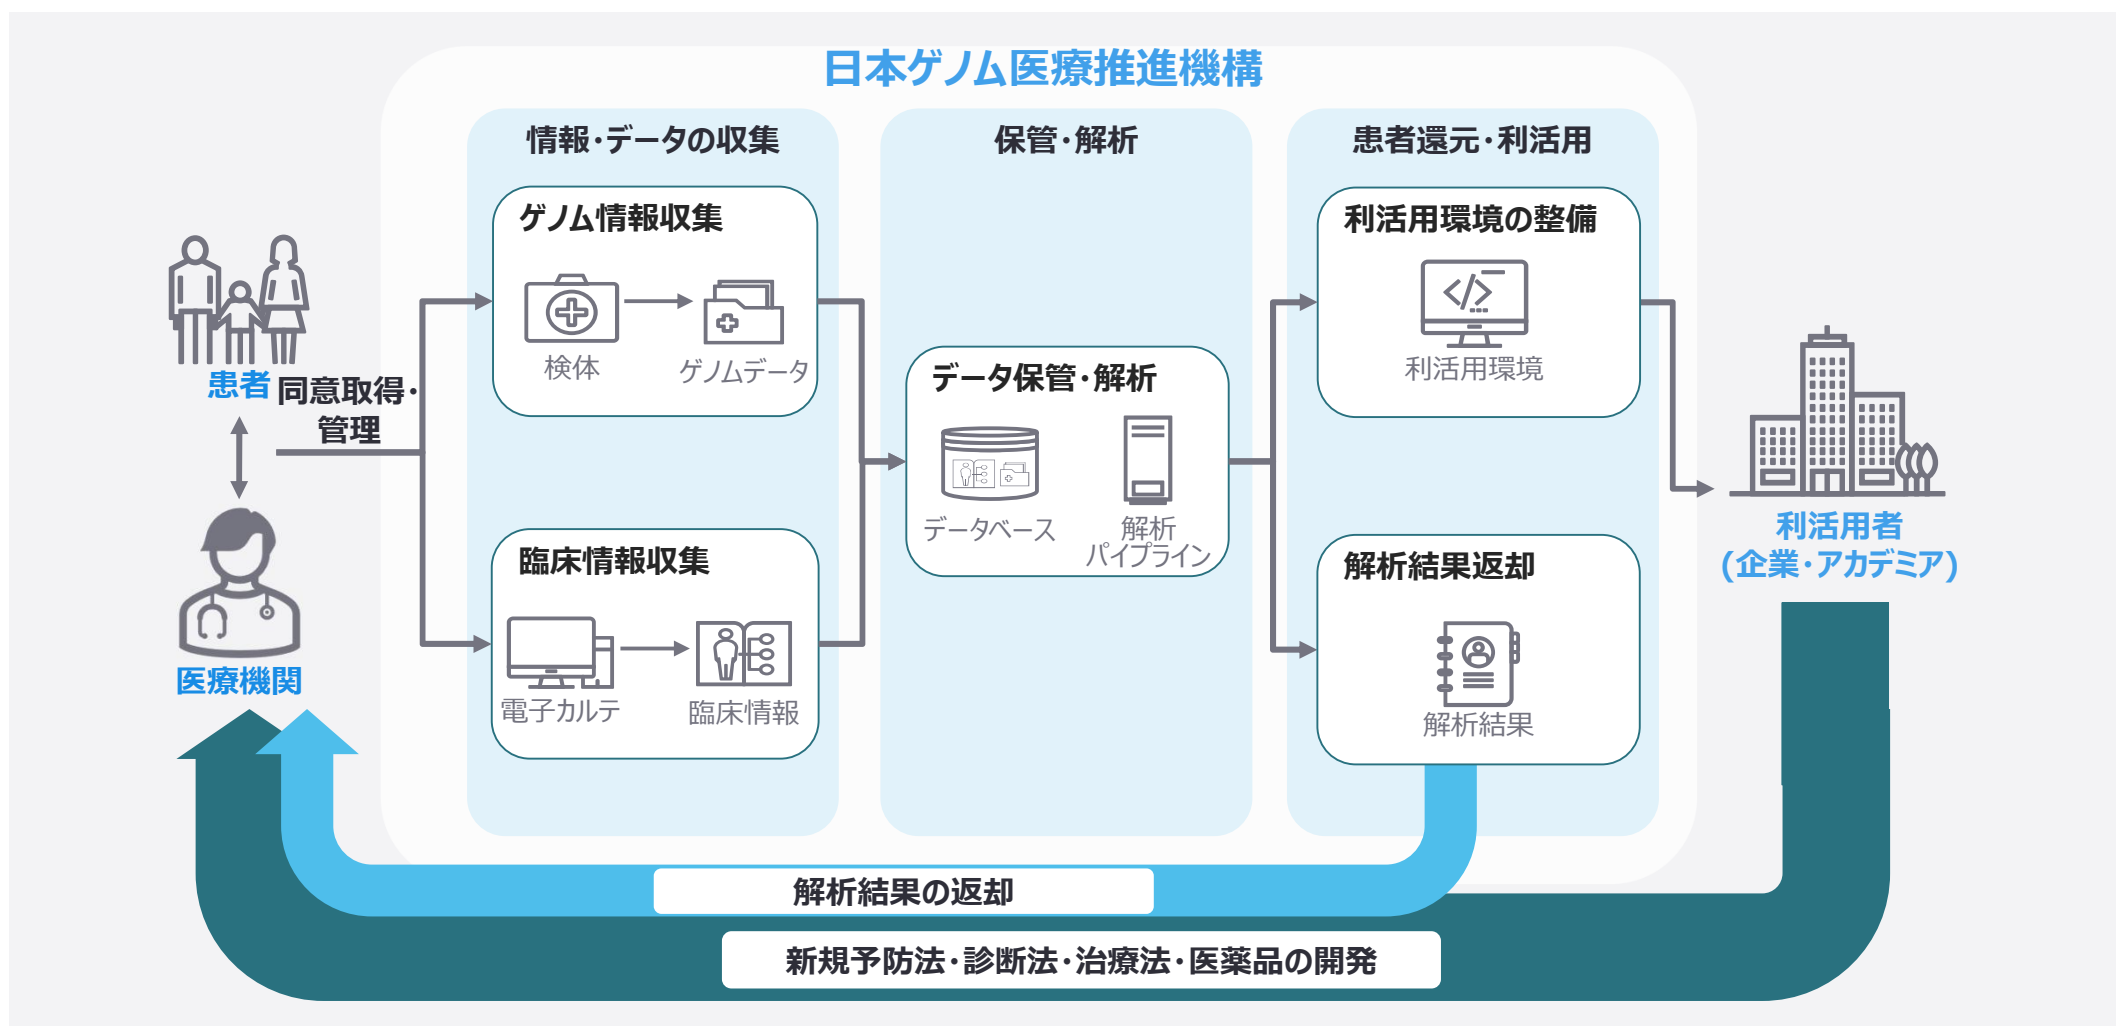 日本ゲノム医療推進機構
情報・データの収集
保管・解析
患者還元・利活用
ゲノム情報収集
検体
ゲノムデータ
利活用環境の整備
利活用環境
患者
同意取得・
管理
データ保管・解析
データベース
解析
パイプライン
臨床情報収集
電子カルテ
臨床情報
解析結果返却
解析結果
利活用者
(企業・アカデミア)
医療機関
解析結果の返却
新規予防法・診断法・治療法・医薬品の開発